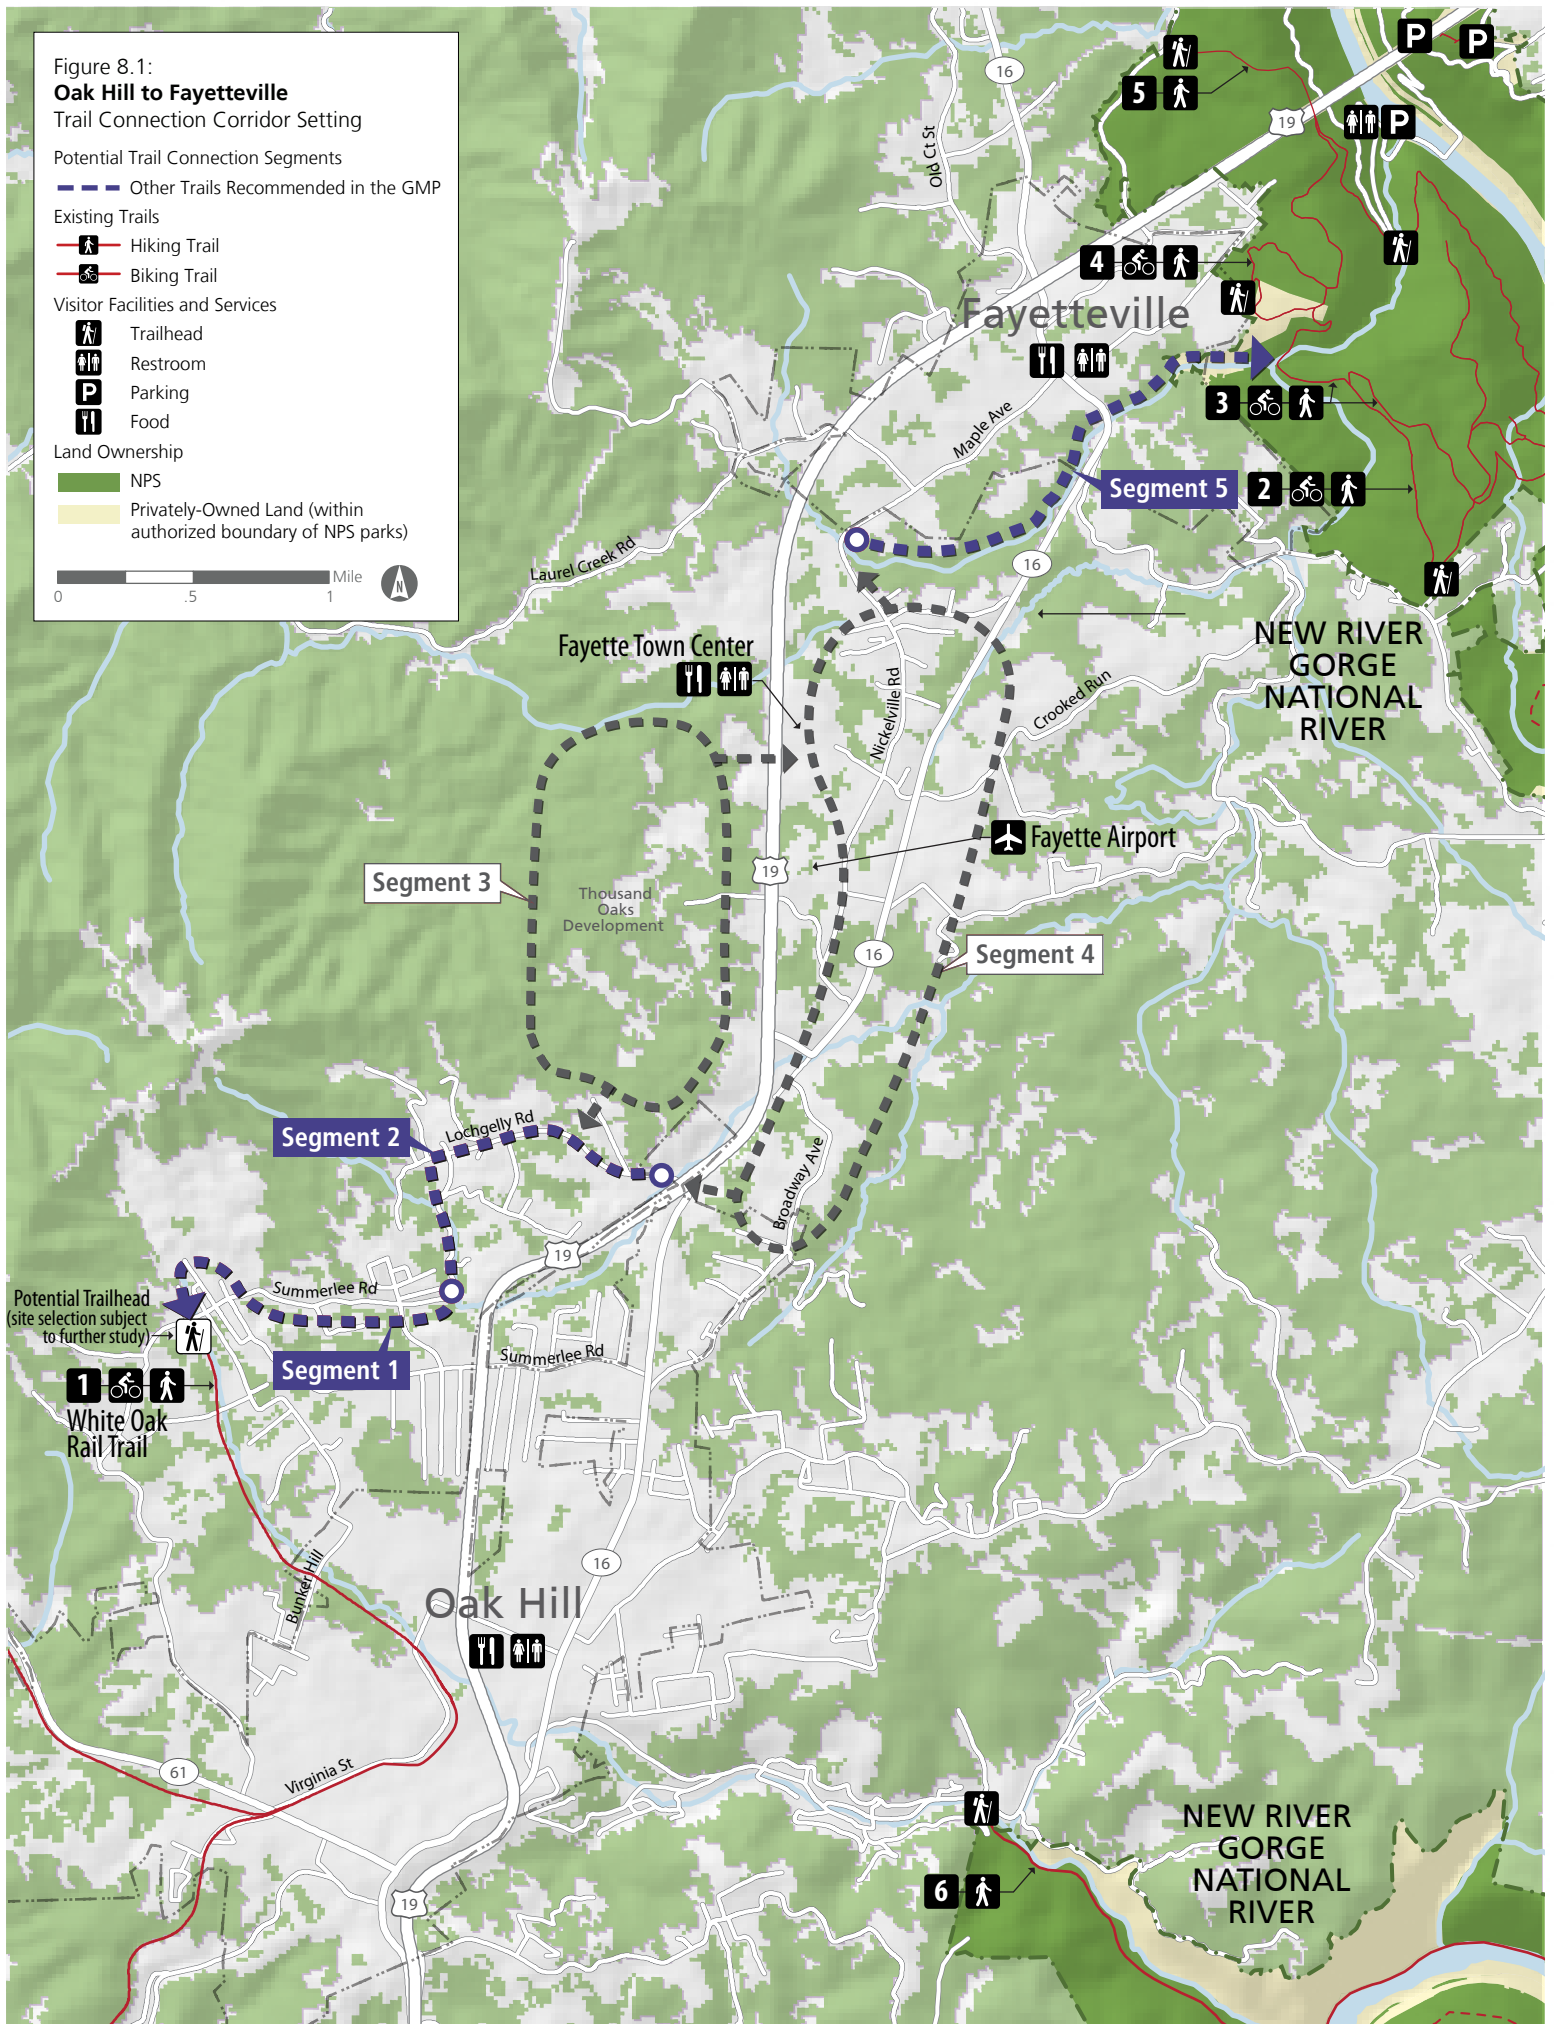 Figure 8.1:
Oak Hill to Fayetteville
Trail Connection Corridor Setting
Potential Trail Connection Segments
Other Trails Recommended in the GMP
Existing Trails
Hiking Trail
Biking Trail
Visitor Facilities and Services
Trailhead
Restroom
P Parking
Food
Land Ownership
NPS
Privately-Owned Land (within
authorized boundary of NPS parks)
Mile
0 .5 1
N
16
P P
5
19
P
Old Ct St
4
Fayetteville
3
Maple Ave
Segment 5
2
Laurel Creek Rd
16
Fayette Town Center
NEW RIVER
GORGE
NATIONAL
RIVER
Nickelville Rd
Crooked Run
Fayette Airport
19
Segment 3
Thousand
Oaks
Development
16
Segment 4
Lochgelly Rd
Segment 2
Broadway Ave
19
Summerlee Rd
Potential Trailhead
(site selection subject
to further study)
Segment 1
Summerlee Rd
1
White Oak
Rail Trail
16
Bunker Hill
Oak Hill
61
Virginia St
6
NEW RIVER
GORGE
NATIONAL
RIVER
19